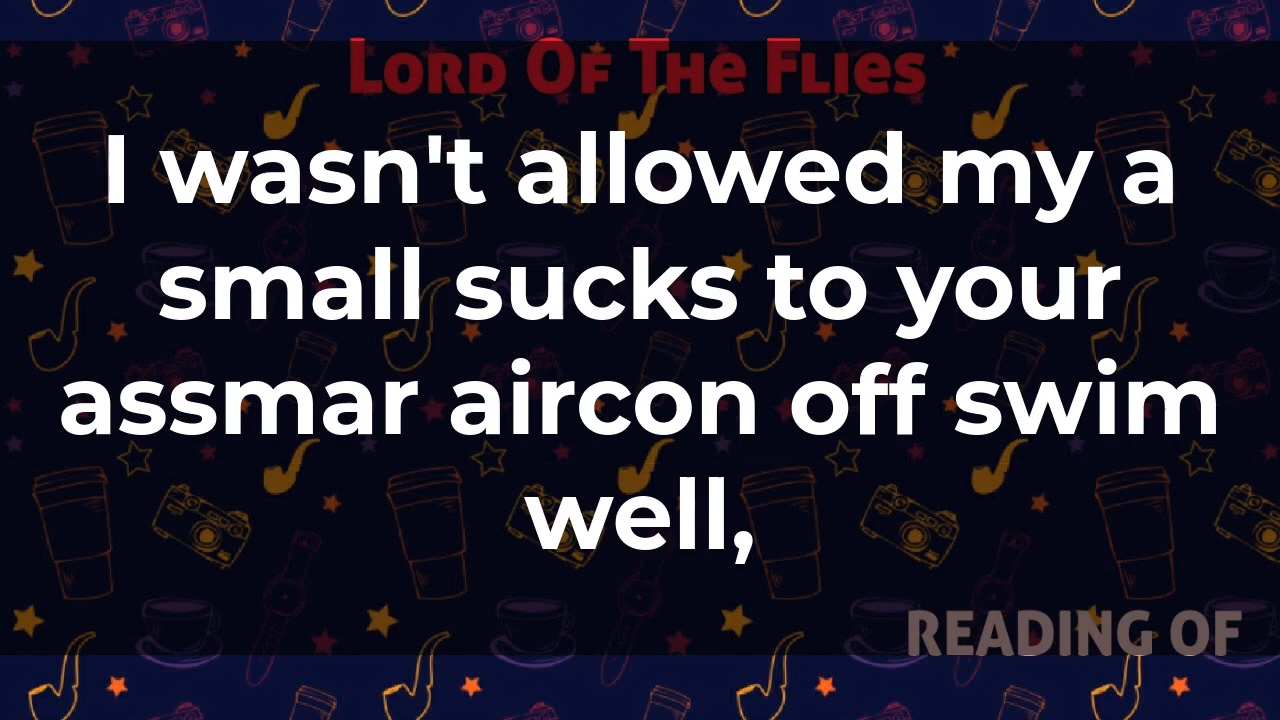 Lord Of The Flies
I wasn't allowed my a
small sucks to your
assmar aircon off swim
well,
READING OF